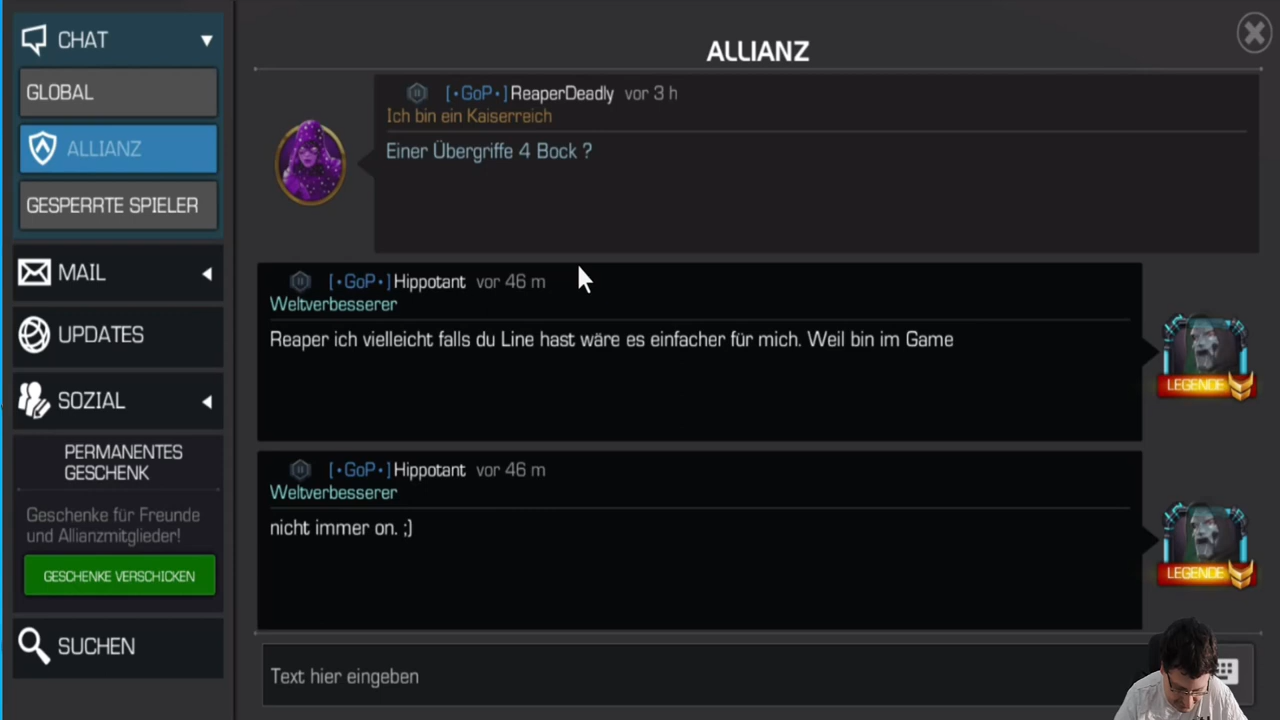 CHAT
GLOBAL
ALLIANZ
GESPERRTE SPIELER
MAIL
UPDATES
SOZIAL
PERMANENTES
GESCHENK
Geschenke für Freunde
und Allianzmitglieder!
GESCHENKE VERSCHICKEN
SUCHEN
ALLIANZ
[•GoP•] ReaperDeadly vor 3 h
Ich bin ein Kaiserreich
Einer Übergriffe 4 Bock ?
[•GoP•] Hippotant vor 46 m
Weltverbesserer
Reaper ich vielleicht falls du Line hast wäre es einfacher für mich. Weil bin im Game
LEGENDE
[•GoP•] Hippotant vor 46 m
Weltverbesserer
nicht immer on. ;)
LEGENDE
Text hier eingeben